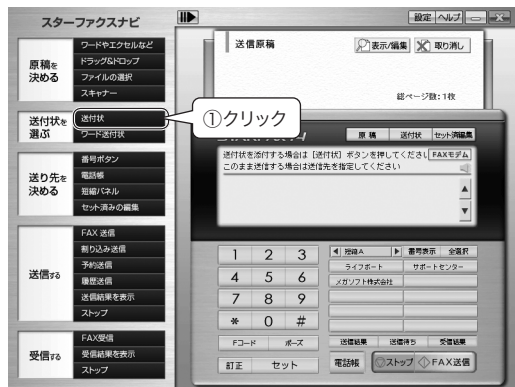 スターファクスナビ
設定 ヘルプ
原稿を
決める
ワードやエクセルなど
ドラッグ&ドロップ
ファイルの選択
スキャナー
送信原稿
表示/編集
取り消し
総ページ数:1枚
送付状を
選ぶ
送付状
ワード送付状
①クリック
原稿 送付状 セット済編集
送付状を添付する場合は [送付状] ボタンを押してくださ
このまま送信する場合は送信先を指定してください
FAXモデム
送り先を
決める
番号ボタン
電話帳
短縮パネル
セット済みの編集
送信する
FAX 送信
割り込み送信
予約送信
履歴送信
送信結果を表示
ストップ
受信する
FAX受信
受信結果を表示
ストップ
1 2 3
4 5 6
7 8 9
* 0 #
Fコード ポーズ
訂正 セット
短縮A 番号表示 全選択
ライフボート サポートセンター
メガソフト株式会社
送信結果 送信待ち 受信結果
電話帳 ストップ FAX送信